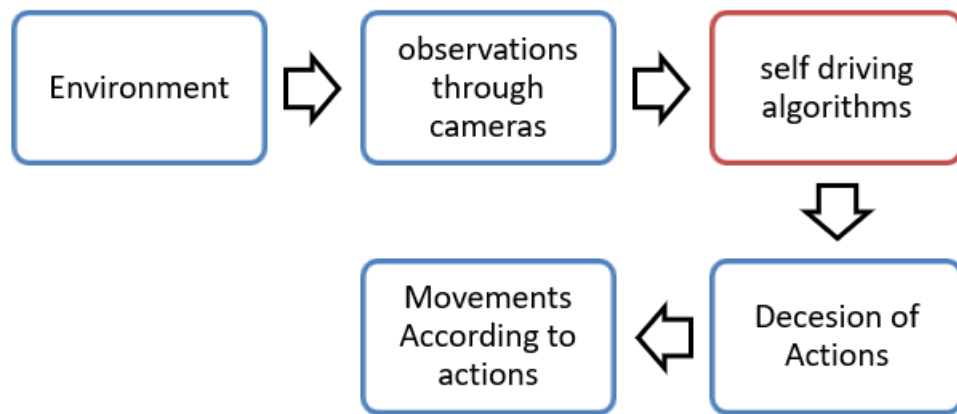 Environment
observations
through
cameras
self driving
algorithms
Decesion of
Actions
Movements
According to
actions